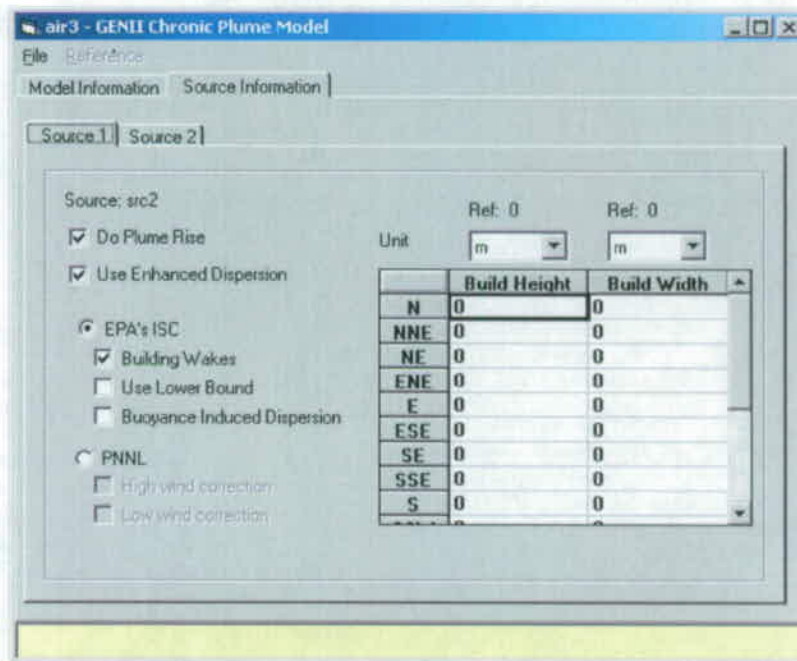 air3 - GENII Chronic Plume Model
File Reference
Model Information Source Information
Source 1 Source 2
Source: src2
Do Plume Rise
Use Enhanced Dispersion
EPA's ISC
Building Wakes
Use Lower Bound
Buoyance Induced Dispersion
PNNL
High wind correction
Low wind correction
Ref: 0 Ref: 0
Unit m m
Build Height Build Width
N 0 0
NNE 0 0
NE 0 0
ENE 0 0
E 0 0
ESE 0 0
SE 0 0
SSE 0 0
S 0 0